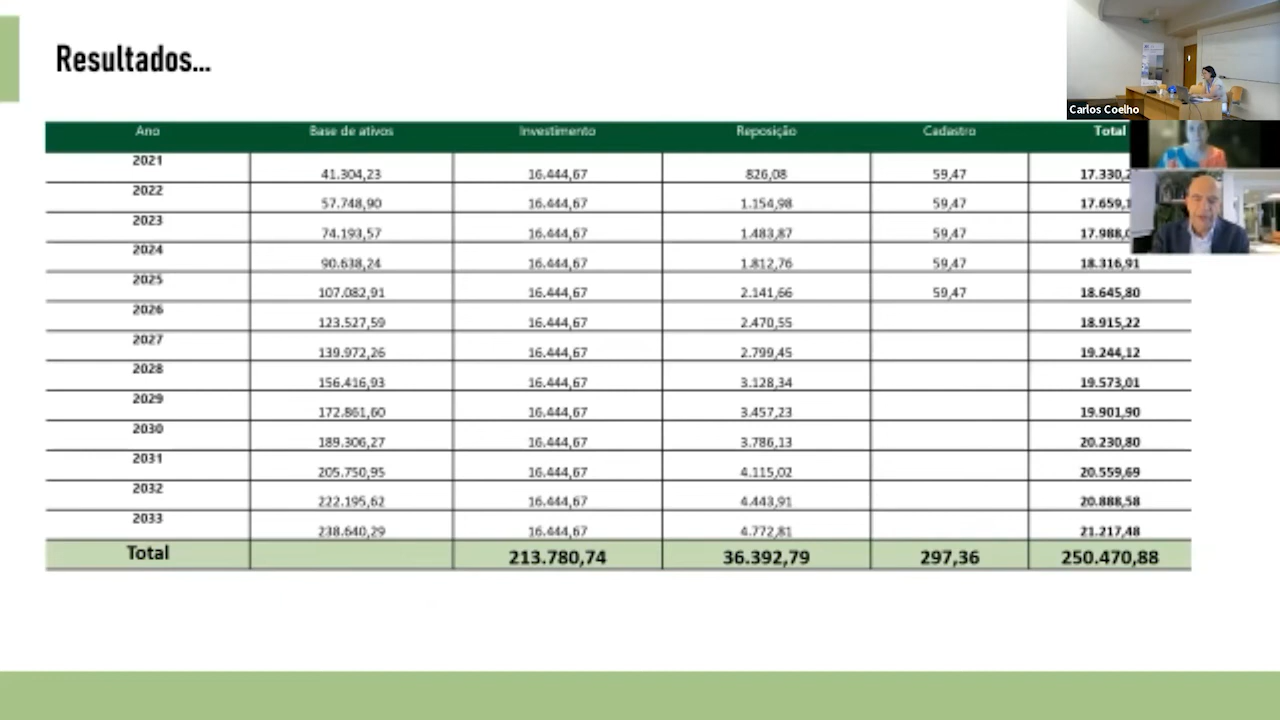 Resultados...
Carlos Coelho
Ano Base de ativos Investimento Reposição Cadastro Total
2021 41.304,23 16.444,67 826,08 59,47
2022 57.748,90 16.444,67 1.154,98 59,47
2023 74.193,57 16.444,67 1.483,87 59,47
2024 90.638,24 16.444,67 1.812,76 59,47 18.316,91
2025 107.082,91 16.444,67 2.141,66 59,47 18.645,80
2026 123.527,59 16.444,67 2.470,55 18.915,22
2027 139.972,26 16.444,67 2.799,45 19.244,12
2028 156.416,93 16.444,67 3.128,34 19.573,01
2029 172.861,60 16.444,67 3.457,23 19.901,90
2030 189.306,27 16.444,67 3.786,13 20.230,80
2031 205.750,95 16.444,67 4.115,02 20.559,69
2032 222.195,62 16.444,67 4.443,91 20.888,58
2033 238.640,29 16.444,67 4.772,81 21.217,48
Total 213.780,74 36.392,79 297,36 250.470,88